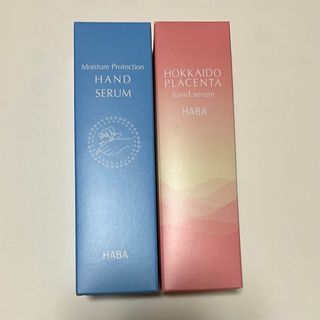 Moisture Protection
HAND
SERUM
HABA
HOKKAIDO
PLACENTA
hand serum
HABA